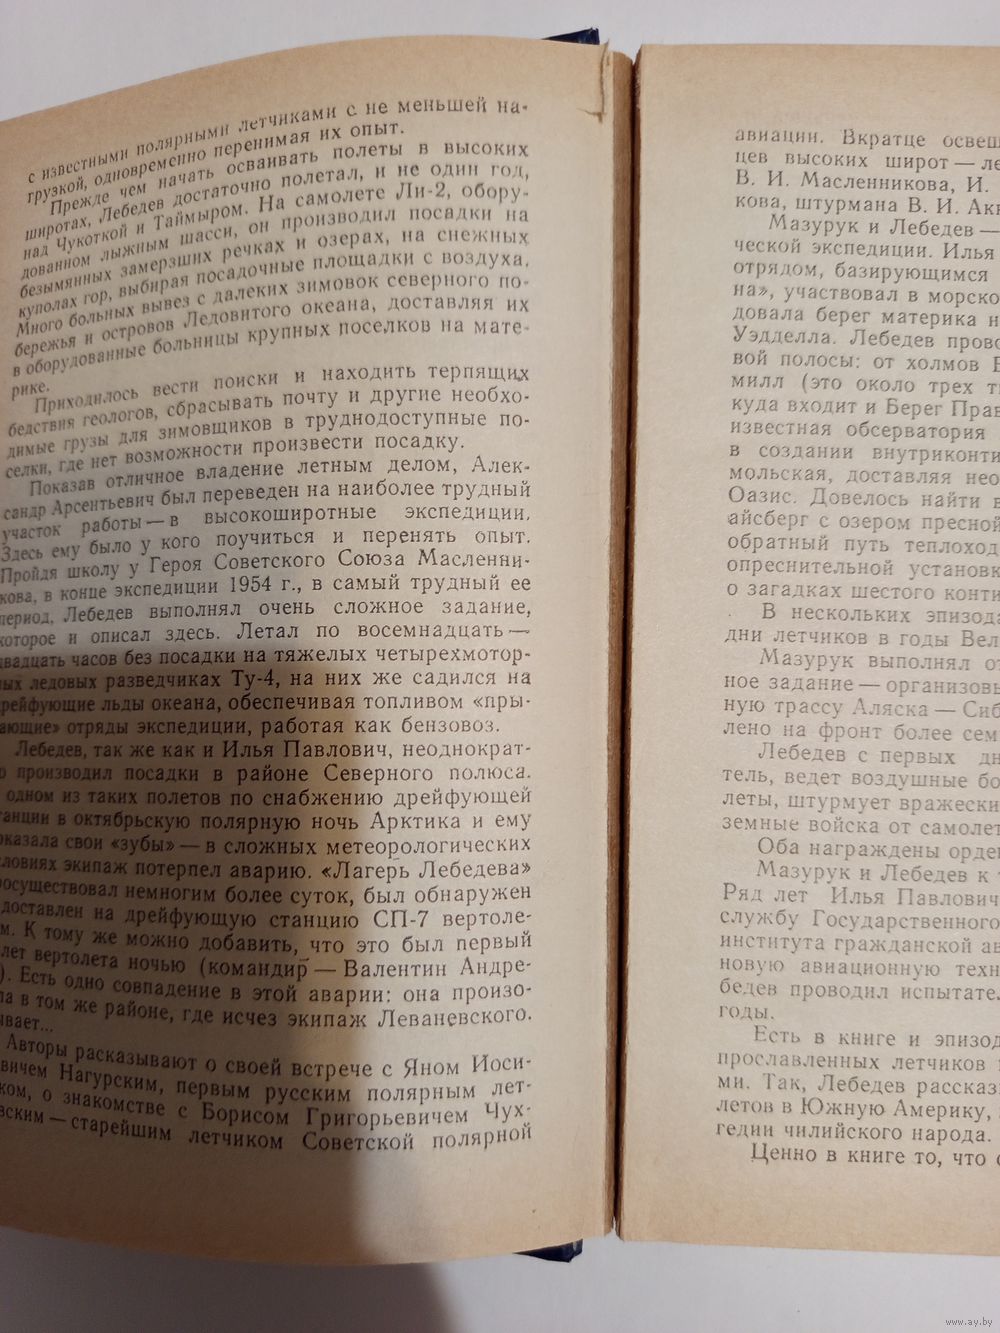 с известными полярными летчиками с не меньшей на-
грузкой, одновременно перенимая их опыт.
Прежде чем начать осваивать полеты в высоких
широтах, Лебедев достаточно полетал, и не один год,
над Чукоткой и Таймыром. На самолете Ли-2, обору-
дованном лыжным шасси, он производил посадки на
безымянных замерзших речках и озерах, на снежных
куполах гор, выбирая посадочные площадки с воздуха.
Много больных вывез с далеких зимовок северного по-
бережья и островов Ледовитого океана, доставляя их
в оборудованные больницы крупных поселков на мате-
рике.
Приходилось вести поиски и находить терпящих
бедствия геологов, сбрасывать почту и другие необхо-
димые грузы для зимовщиков в труднодоступные по-
селки, где нет возможности произвести посадку.
Показав отличное владение летным делом, Алек-
сандр Арсентьевич был переведен на наиболее трудный
участок работы — в высокоширотные экспедиции.
Здесь ему было у кого поучиться и перенять опыт.
Пройдя школу у Героя Советского Союза Масленни-
кова, в конце экспедиции 1954 г., в самый трудный ее
период, Лебедев выполнял очень сложное задание,
которое и описал здесь. Летал по восемнадцать —
двадцать часов без посадки на тяжелых четырехмотор-
ных ледовых разведчиках Ту-4, на них же садился на
дрейфующие льды океана, обеспечивая топливом «пры-
гающие» отряды экспедиции, работая как бензовоз.
Лебедев, так же как и Илья Павлович, неоднократ-
о производил посадки в районе Северного полюса.
одном из таких полетов по снабжению дрейфующей
танции в октябрьскую полярную ночь Арктика и ему
оказала свои «зубы» — в сложных метеорологических
словиях экипаж потерпел аварию. «Лагерь Лебедева»
росуществовал немногим более суток, был обнаружен
доставлен на дрейфующую станцию СП-7 вертоле-
м. К тому же можно добавить, что это был первый
лет вертолета ночью (командир — Валентин Андре-
). Есть одно совпадение в этой аварии: она произо-
ла в том же районе, где исчез экипаж Леваневского.
ывает...
Авторы рассказывают о своей встрече с Яном Иоси-
вичем Нагурским, первым русским полярным лет-
ком, о знакомстве с Борисом Григорьевичем Чух-
вским — старейшим летчиком Советской полярной
авиации. Вкратце освещ
цев высоких широт — ле
В. И. Масленникова, И.
кова, штурмана В. И. Акк
Мазурук и Лебедев —
ческой экспедиции. Илья
отрядом, базирующимся
на», участвовал в морско
довала берег материка н
Уэдделла. Лебедев прово
вой полосы: от холмов Б
милл (это около трех ты
куда входит и Берег Прав
известная обсерватория
в создании внутриконти
мольская, доставляя нео
Оазис. Довелось найти в
айсберг с озером пресной
обратный путь теплоход
опреснительной установк
о загадках шестого конти
В нескольких эпизода
дни летчиков в годы Вел
Мазурук выполнял от
ное задание — организовы
ную трассу Аляска — Сиб
лено на фронт более сем
Лебедев с первых дн
тель, ведет воздушные бо
леты, штурмует вражески
земные войска от самолет
Оба награждены орде
Мазурук и Лебедев к т
Ряд лет Илья Павлович
службу Государственного
института гражданской ав
новую авиационную техн
бедев проводил испытател
годы.
Есть в книге и эпизод
прославленных летчиков
ми. Так, Лебедев рассказ
летов в Южную Америку,
гедии чилийского народа.
Ценно в книге то, что с
www.ay.by